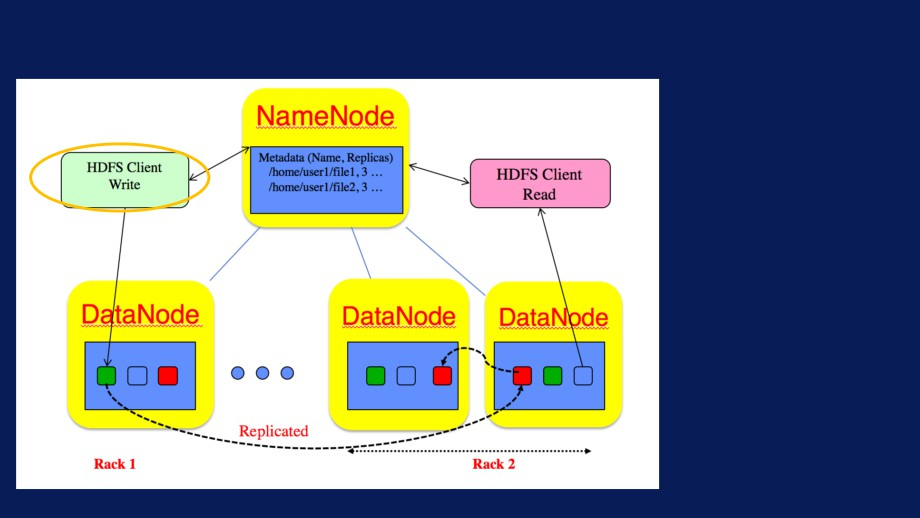 NameNode
HDFS Client
Write
Metadata (Name, Replicas)
/home/user1/file1, 3 …
/home/user1/file2, 3 …
HDFS Client
Read
DataNode
DataNode
DataNode
Replicated
Rack 1
Rack 2